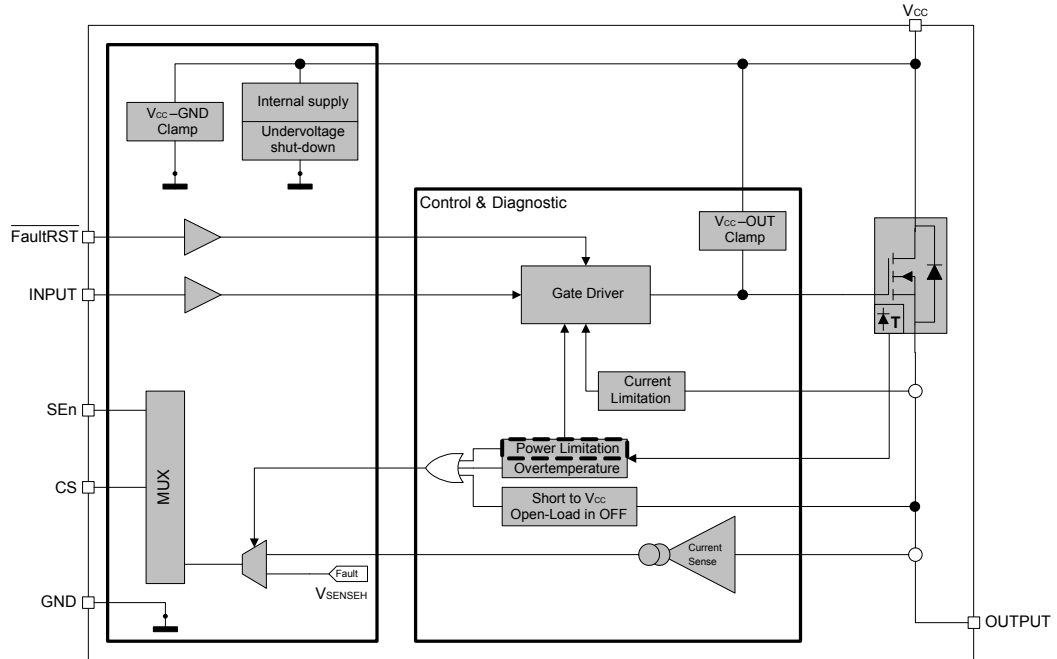 Vcc
Internal supply
Undervoltage
shut-down
Vcc–GND
Clamp
Control & Diagnostic
Vcc–OUT
Clamp
FaultRST
INPUT
Gate Driver
T
Current
Limitation
SEn
CS
MUX
Power Limitation
Overtemperature
Short to Vcc
Open-Load in OFF
Current
Sense
Fault
VSENSEH
GND
OUTPUT